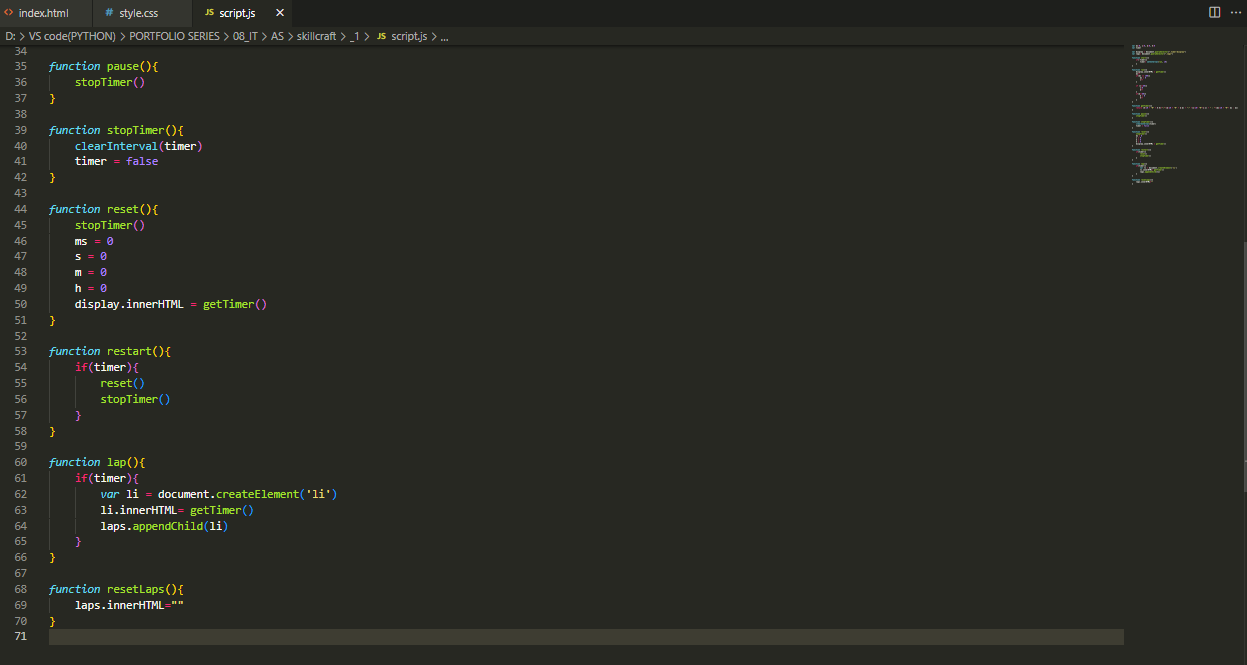 index.html
# style.css
JS script.js ×
D: > VS code(PYTHON) > PORTFOLIO SERIES > 08_IT > AS > skillcraft > _1 > JS script.js > ...
34
35 function pause(){
36 stopTimer()
37 }
38
39 function stopTimer(){
40 clearInterval(timer)
41 timer = false
42 }
43
44 function reset(){
45 stopTimer()
46 ms = 0
47 s = 0
48 m = 0
49 h = 0
50 display.innerHTML = getTimer()
51 }
52
53 function restart(){
54 if(timer){
55 reset()
56 stopTimer()
57 }
58 }
59
60 function lap(){
61 if(timer){
62 var li = document.createElement('li')
63 li.innerHTML= getTimer()
64 laps.appendChild(li)
65 }
66 }
67
68 function resetLaps(){
69 laps.innerHTML=""
70 }
71